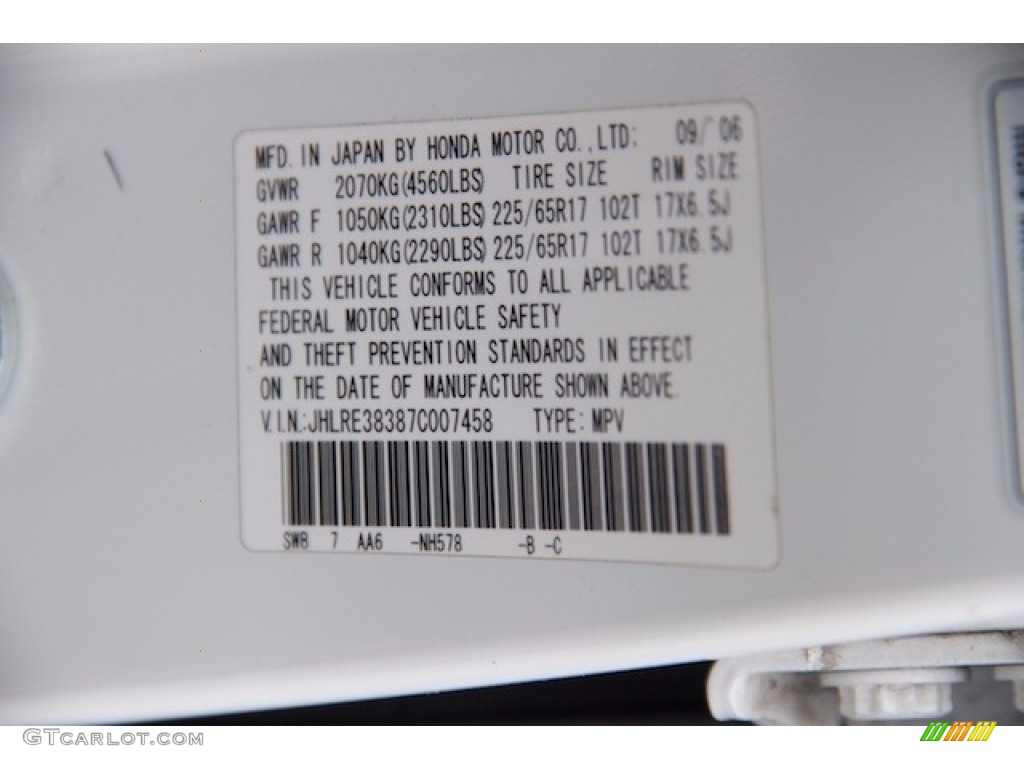 MFD. IN JAPAN BY HONDA MOTOR CO.,LTD: 09/ 06
GVWR 2070KG(4560LBS) TIRE SIZE RIM SIZE
GAWR F 1050KG(2310LBS) 225/65R17 102T 17X6.5J
GAWR R 1040KG(2290LBS) 225/65R17 102T 17X6.5J
THIS VEHICLE CONFORMS TO ALL APPLICABLE
FEDERAL MOTOR VEHICLE SAFETY
AND THEFT PREVENTION STANDARDS IN EFFECT
ON THE DATE OF MANUFACTURE SHOWN ABOVE.
V.I.N.:JHLRE38387C007458 TYPE: MPV
SWB 7 AA6 -NH578 -B -C
GTCARLOT.COM